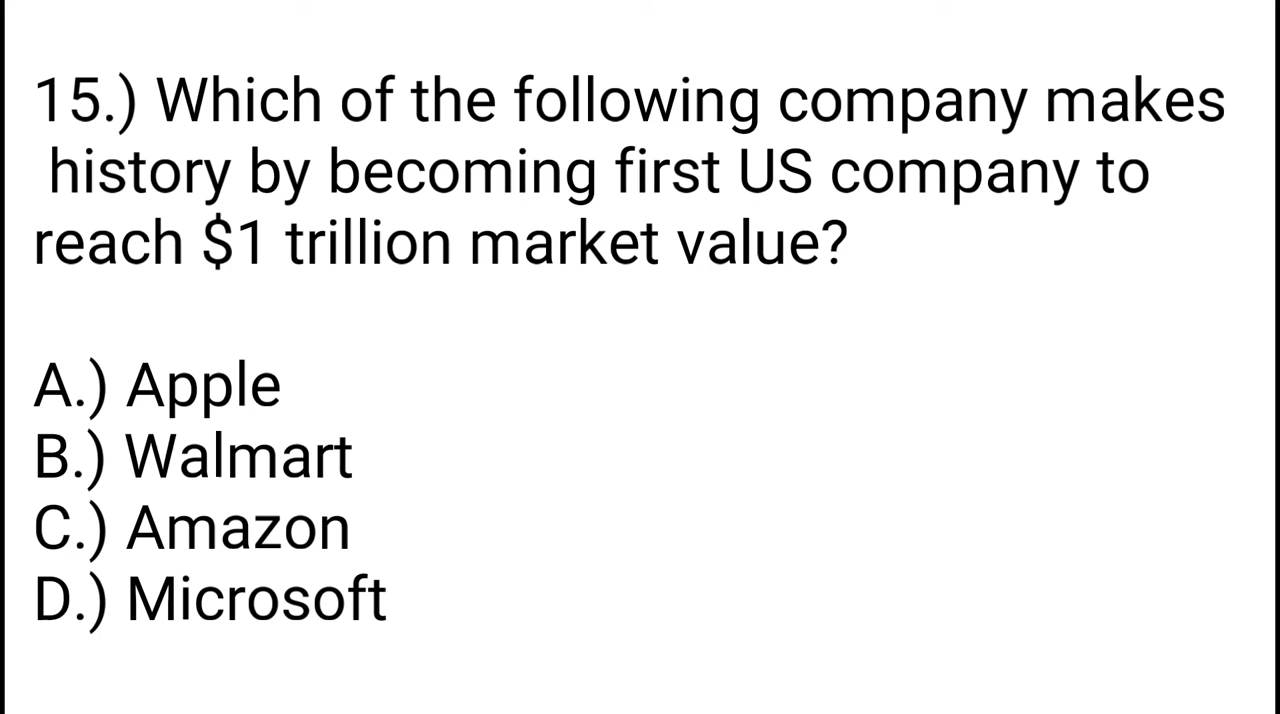 15.) Which of the following company makes
history by becoming first US company to
reach $1 trillion market value?
A.) Apple
B.) Walmart
C.) Amazon
D.) Microsoft